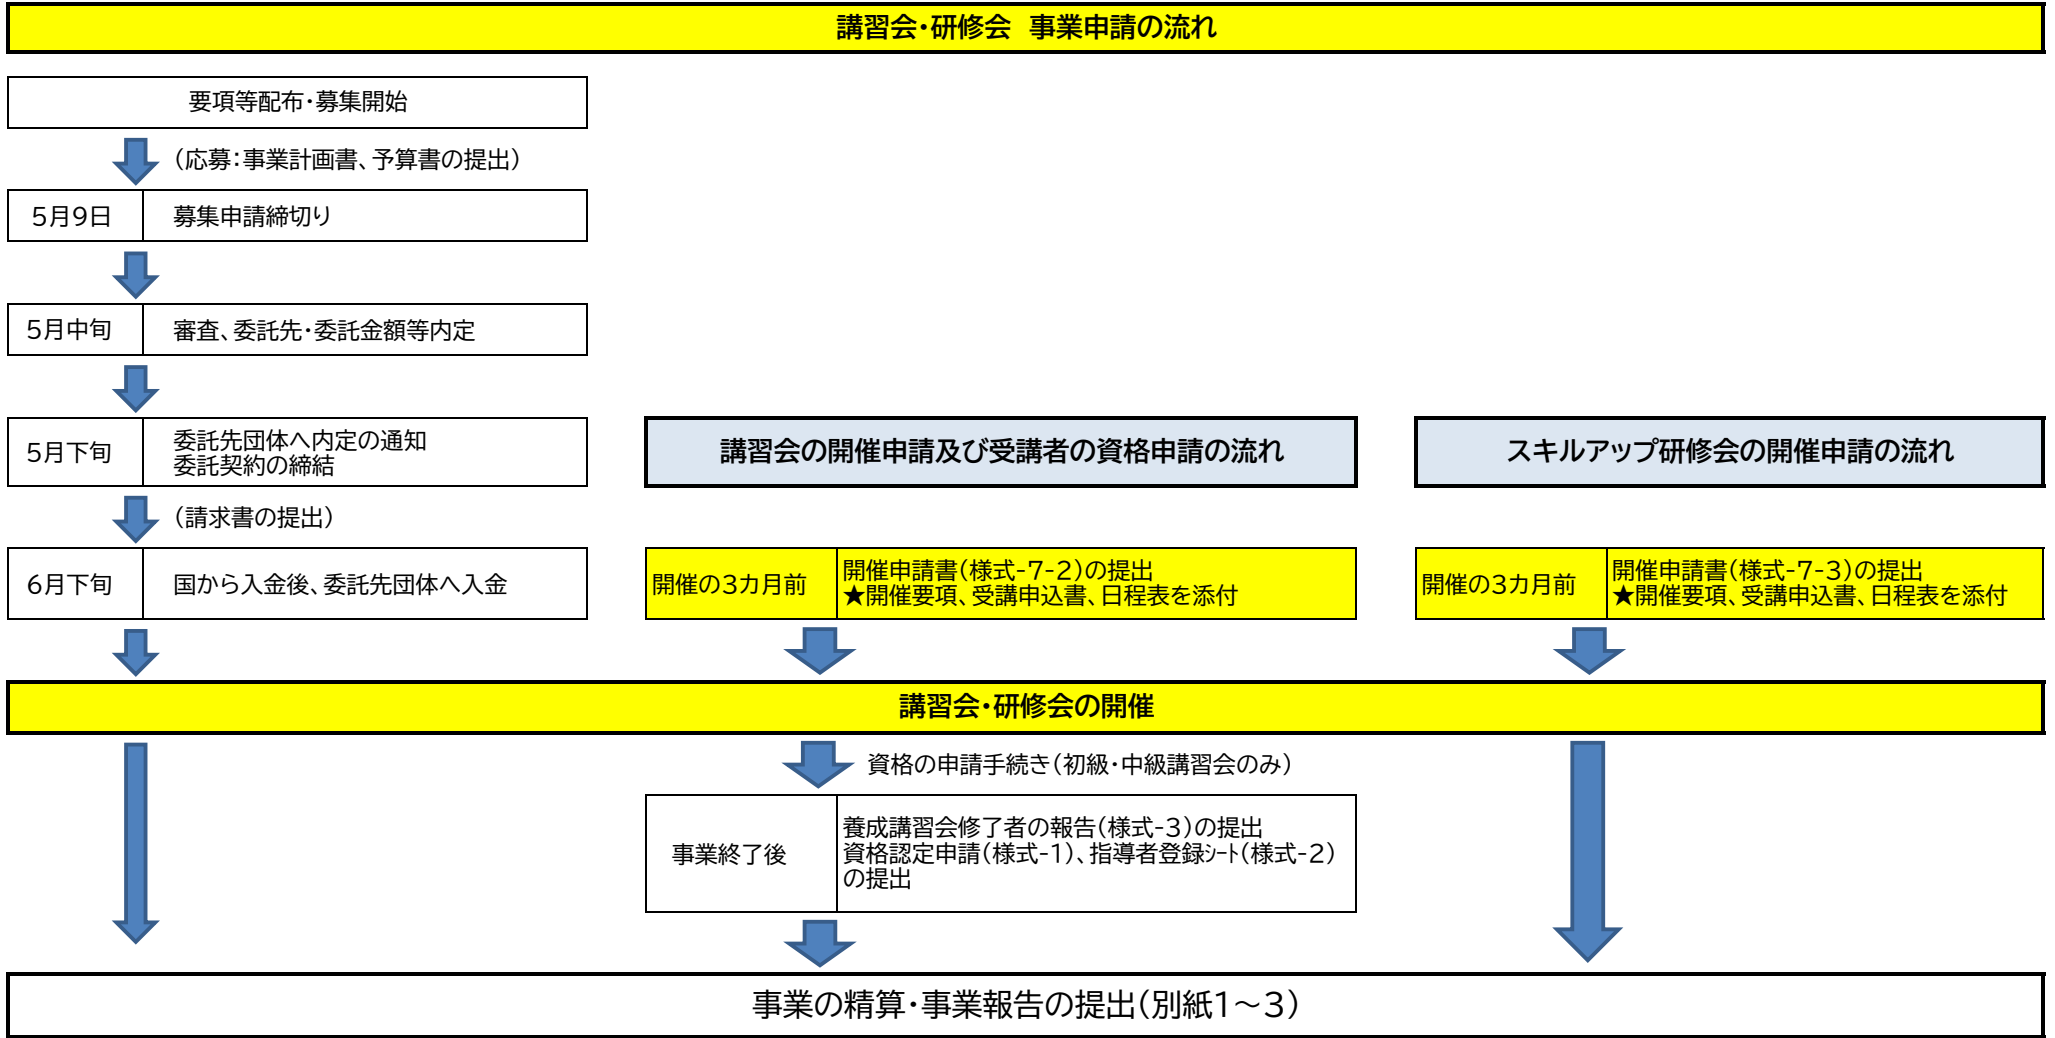 講習会・研修会　事業申請の流れ
要項等配布・募集開始
（応募：事業計画書、予算書の提出）
5月9日
募集申請締切り
5月中旬
審査、委託先・委託金額等内定
5月下旬
委託先団体へ内定の通知
委託契約の締結
（請求書の提出）
6月下旬
国から入金後、委託先団体へ入金
講習会の開催申請及び受講者の資格申請の流れ
開催の3カ月前
開催申請書（様式-7-2）の提出
★開催要項、受講申込書、日程表を添付
スキルアップ研修会の開催申請の流れ
開催の3カ月前
開催申請書（様式-7-3）の提出
★開催要項、受講申込書、日程表を添付
講習会・研修会の開催
資格の申請手続き（初級・中級講習会のみ）
事業終了後
養成講習会修了者の報告（様式-3）の提出
資格認定申請（様式-1）、指導者登録ｼｰﾄ（様式-2）
の提出
事業の精算・事業報告の提出（別紙1～3）